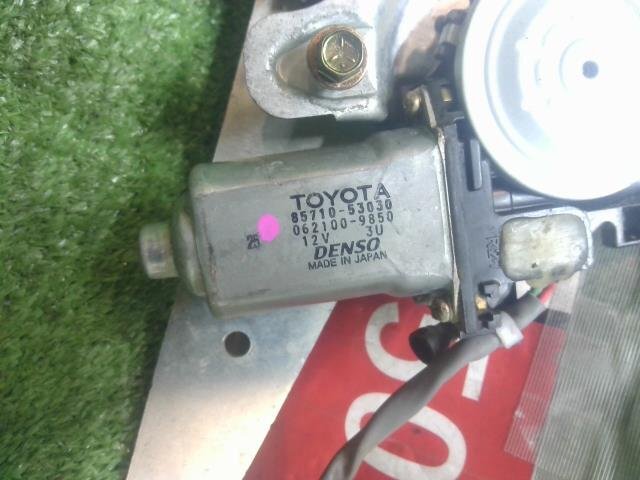 TOYOTA
85710-53030
062100-9850
12V 3U
DENSO
MADE IN JAPAN